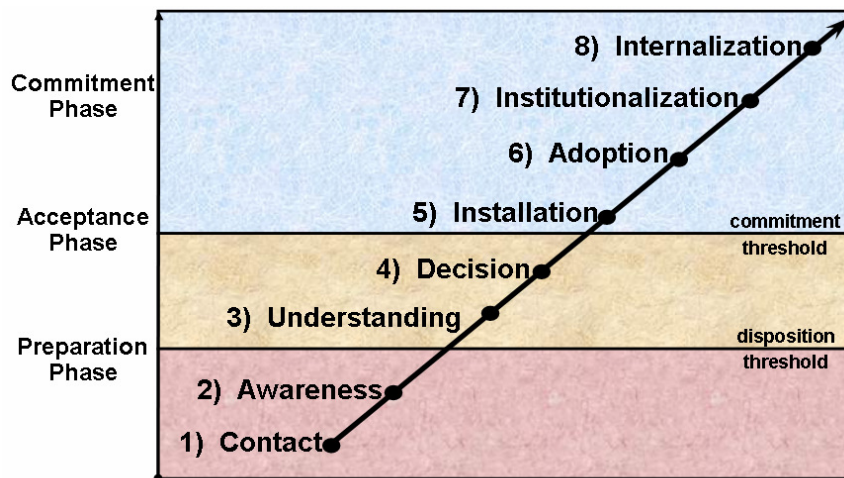 8) Internalization
Commitment
Phase
7) Institutionalization
6) Adoption
Acceptance
Phase
5) Installation
commitment
threshold
4) Decision
3) Understanding
Preparation
Phase
disposition
threshold
2) Awareness
1) Contact